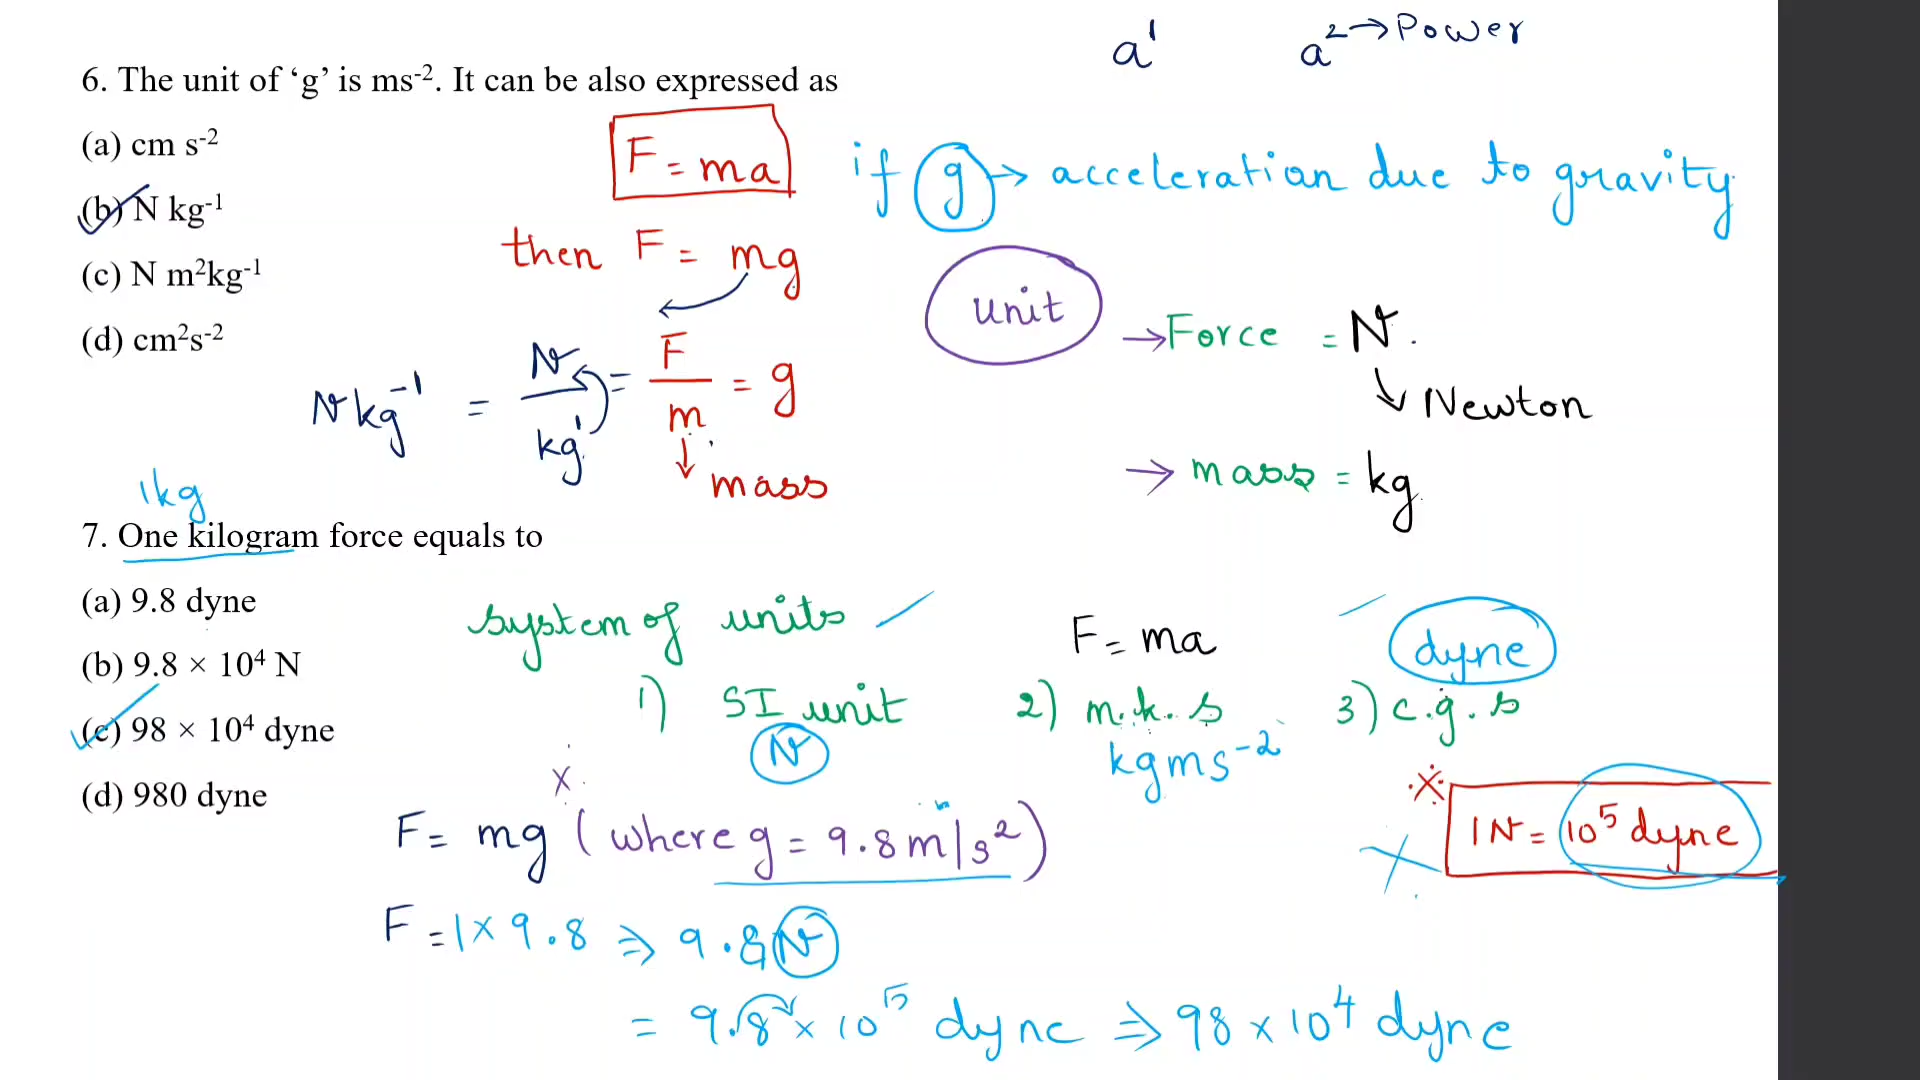 a¹ a² → Power
6. The unit of ‘g’ is ms⁻². It can be also expressed as
(a) cm s⁻²
F = ma
if g → acceleration due to gravity
(b) N kg⁻¹
then F = mg
(c) N m²kg⁻¹
unit
→ Force = N.
(d) cm²s⁻²
N kg⁻¹ = N/kg¹ = F/m = g
↓ Newton
↓ mass
→ mass = kg
1kg
7. One kilogram force equals to
(a) 9.8 dyne
system of units
F = ma
dyne
(b) 9.8 × 10⁴ N
1) SI unit 2) m.k.s 3) c.g.s
(c) 98 × 10⁴ dyne
N
kgms⁻²
(d) 980 dyne
F = mg (where g = 9.8 m/s²)
1N = 10⁵ dyne
F = 1 × 9.8 ⇒ 9.8 N
= 9.8 × 10⁵ dyne ⇒ 98 × 10⁴ dyne